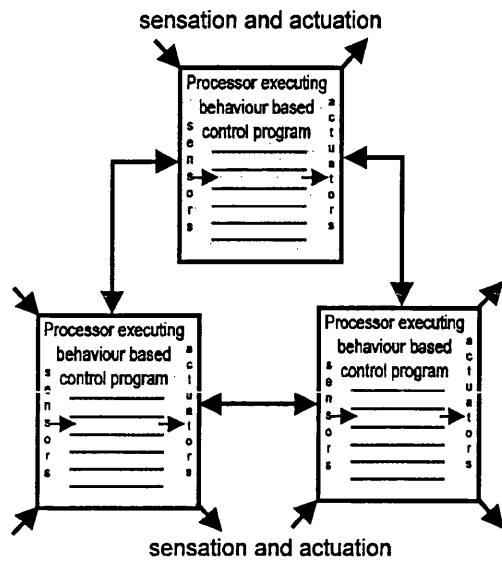 sensation and actuation
Processor executing
behaviour based
control program
sensors
actuators
Processor executing
behaviour based
control program
sensors
actuators
Processor executing
behaviour based
control program
sensors
actuators
sensation and actuation